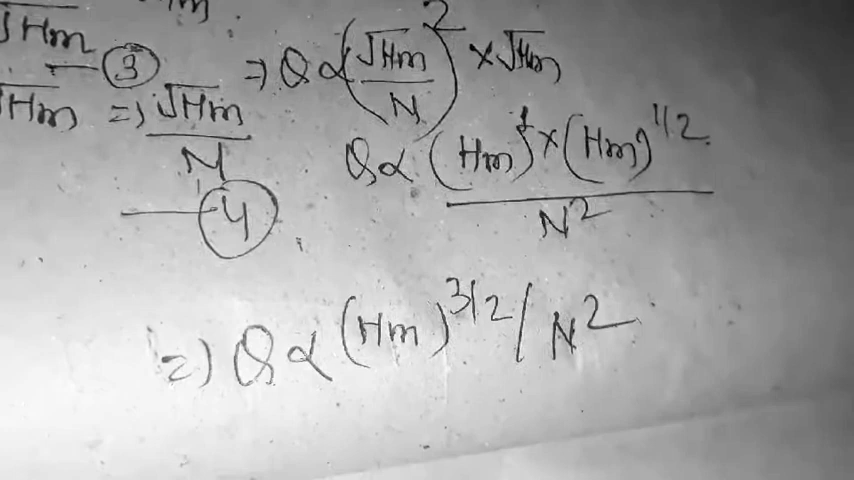 √Hm
— ③ ⇒ Q ∝ (√Hm / N)² × √Hm
√Hm ⇒ √Hm / N
— ④
Q ∝ (Hm)¹ × (Hm)^1/2 / N²
⇒ Q ∝ (Hm)^3/2 / N²